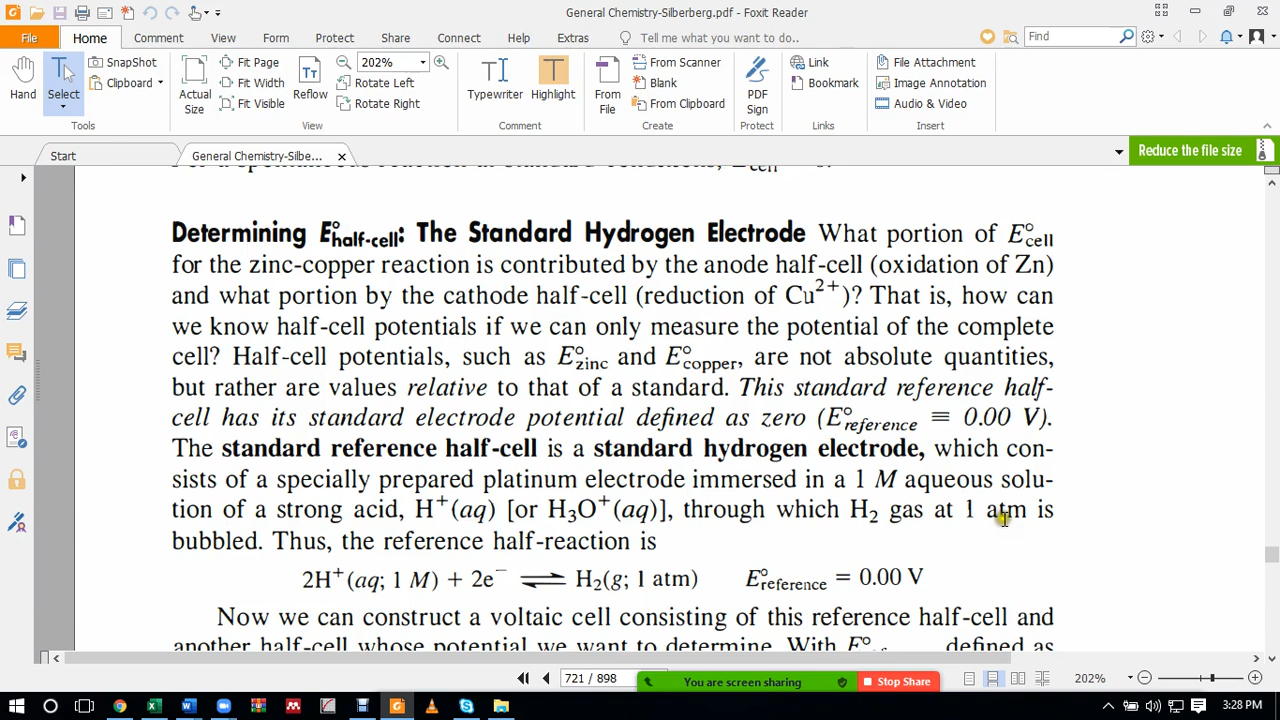 General Chemistry-Silberberg.pdf - Foxit Reader
File Home Comment View Form Protect Share Connect Help Extras Tell me what you want to do.. Find
Hand Select SnapShot Clipboard Actual Size Reflow Fit Page Fit Width Fit Visible 202% Rotate Left Rotate Right Typewriter Highlight From File From Scanner Blank From Clipboard PDF Sign Link Bookmark File Attachment Image Annotation Audio & Video
Tools View Comment Create Protect Links Insert
Start General Chemistry-Silbe... Reduce the file size
Determining E°half-cell: The Standard Hydrogen Electrode What portion of E°cell
for the zinc-copper reaction is contributed by the anode half-cell (oxidation of Zn)
and what portion by the cathode half-cell (reduction of Cu²⁺)? That is, how can
we know half-cell potentials if we can only measure the potential of the complete
cell? Half-cell potentials, such as E°zinc and E°copper, are not absolute quantities,
but rather are values relative to that of a standard. This standard reference half-
cell has its standard electrode potential defined as zero (E°reference ≡ 0.00 V).
The standard reference half-cell is a standard hydrogen electrode, which con-
sists of a specially prepared platinum electrode immersed in a 1 M aqueous solu-
tion of a strong acid, H⁺(aq) [or H₃O⁺(aq)], through which H₂ gas at 1 atm is
bubbled. Thus, the reference half-reaction is
2H⁺(aq; 1 M) + 2e⁻ ⇌ H₂(g; 1 atm) E°reference = 0.00 V
Now we can construct a voltaic cell consisting of this reference half-cell and
another half-cell whose potential we want to determine. With defined as
721 / 898 You are screen sharing Stop Share 202%
3:28 PM